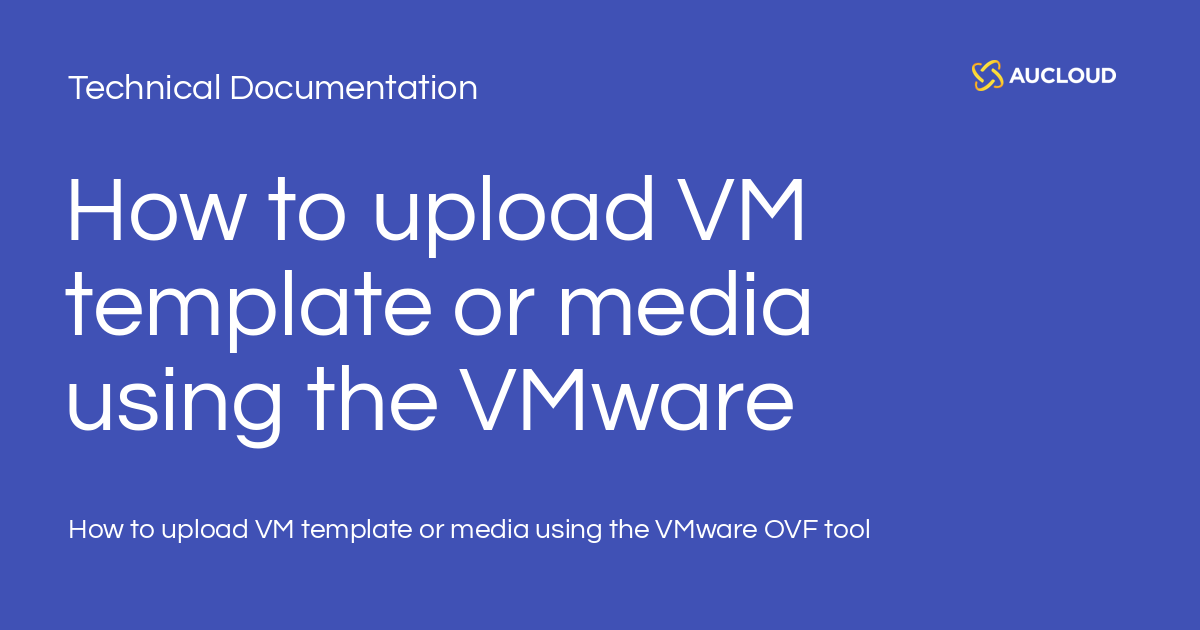 Technical Documentation
AUCLOUD
How to upload VM
template or media
using the VMware
How to upload VM template or media using the VMware OVF tool